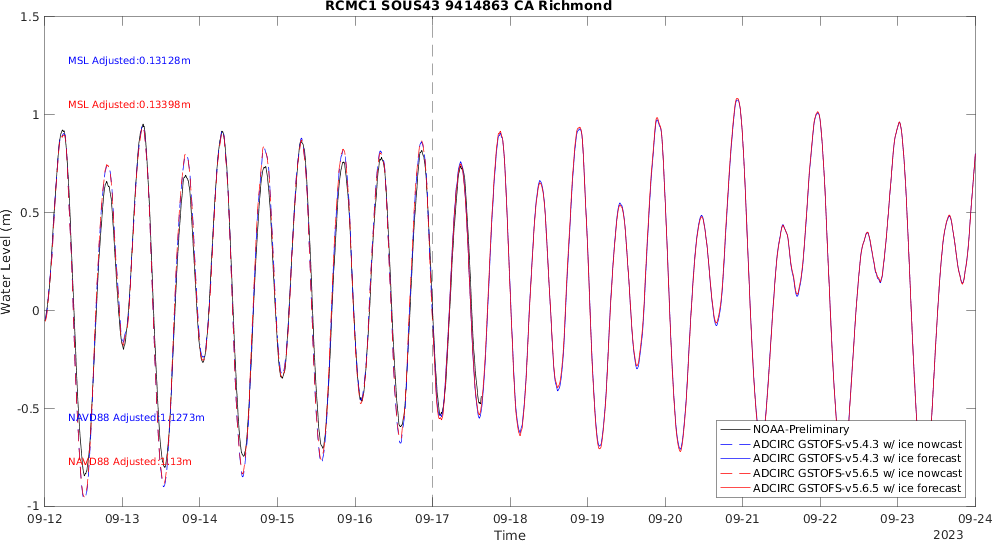 RCMC1 SOUS43 9414863 CA Richmond
1.5
1
0.5
0
-0.5
-1
Water Level (m)
MSL Adjusted:0.13128m
MSL Adjusted:0.13398m
NAVD88 Adjusted:1.1273m
NAVD88 Adjusted:1.13m
NOAA-Preliminary
ADCIRC GSTOFS-v5.4.3 w/ ice nowcast
ADCIRC GSTOFS-v5.4.3 w/ ice forecast
ADCIRC GSTOFS-v5.6.5 w/ ice nowcast
ADCIRC GSTOFS-v5.6.5 w/ ice forecast
09-12 09-13 09-14 09-15 09-16 09-17 09-18 09-19 09-20 09-21 09-22 09-23 09-24
Time
2023